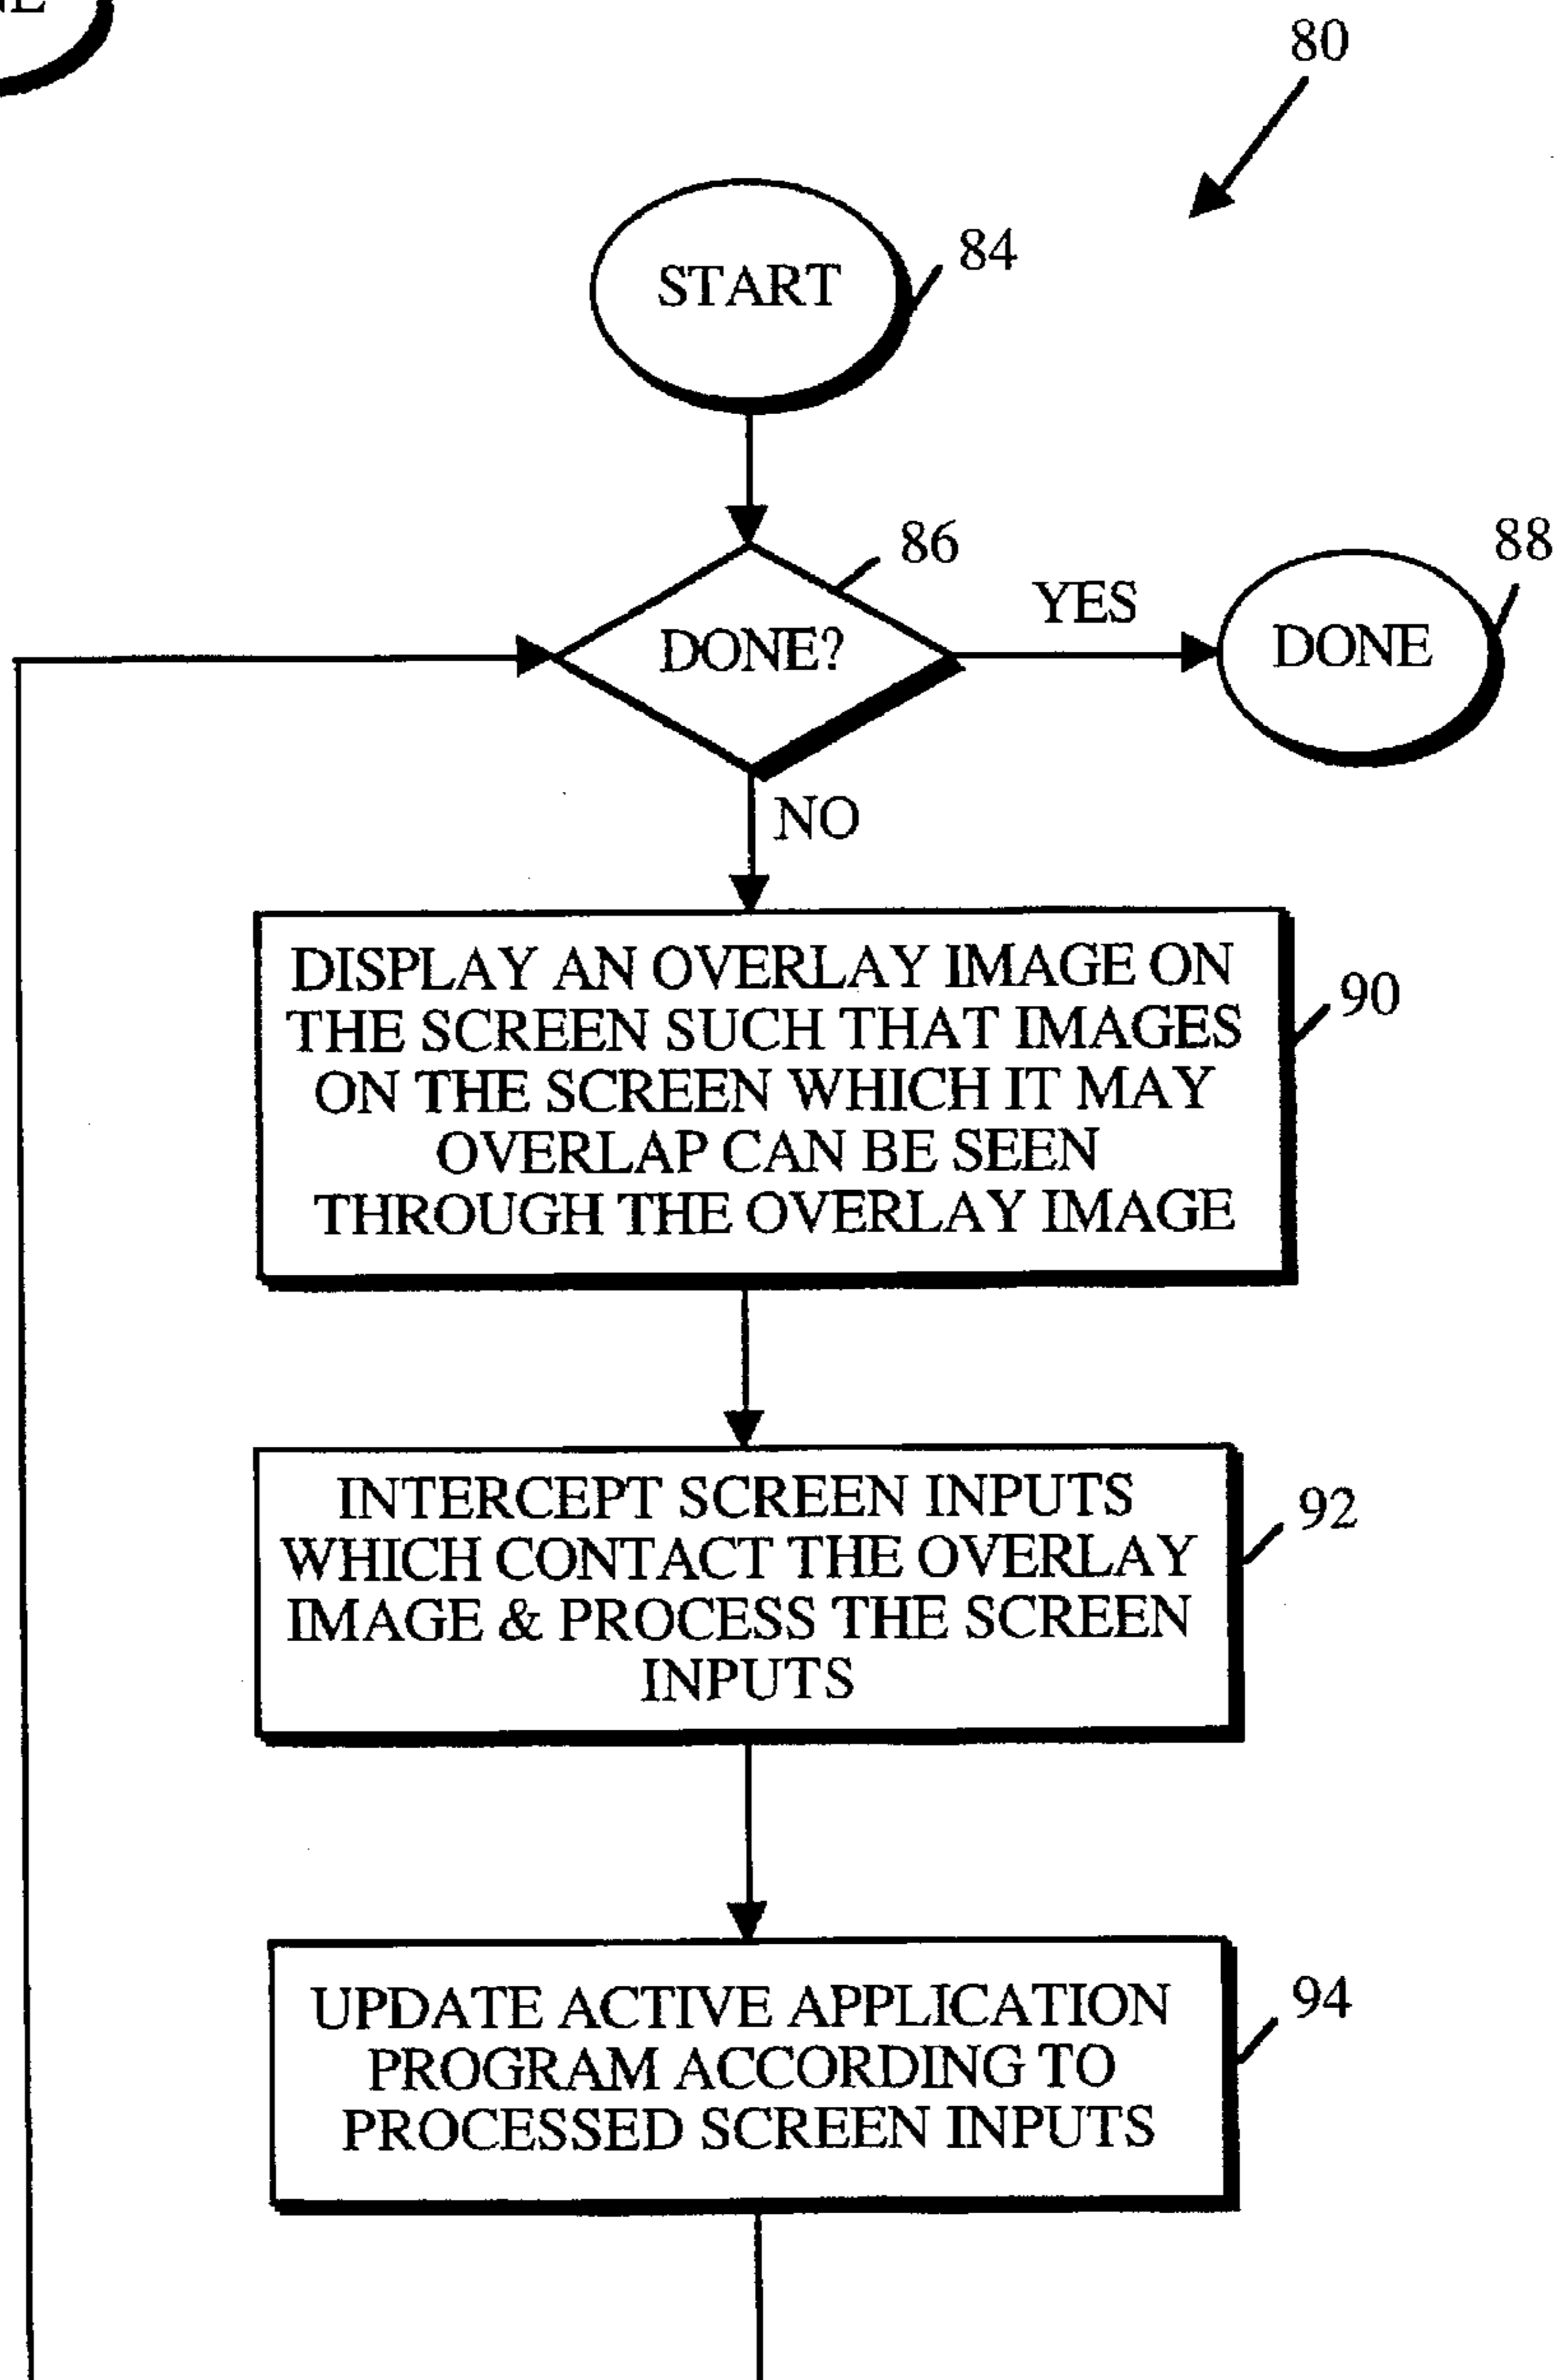 80
START
84
86
DONE?
YES
DONE
88
NO
DISPLAY AN OVERLAY IMAGE ON
THE SCREEN SUCH THAT IMAGES
ON THE SCREEN WHICH IT MAY
OVERLAP CAN BE SEEN
THROUGH THE OVERLAY IMAGE
90
INTERCEPT SCREEN INPUTS
WHICH CONTACT THE OVERLAY
IMAGE & PROCESS THE SCREEN
INPUTS
92
UPDATE ACTIVE APPLICATION
PROGRAM ACCORDING TO
PROCESSED SCREEN INPUTS
94